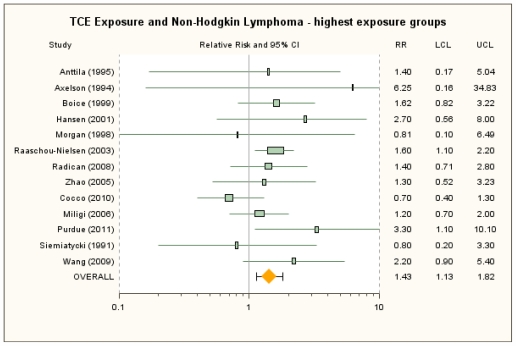 TCE Exposure and Non-Hodgkin Lymphoma - highest exposure groups
Study Relative Risk and 95% CI RR LCL UCL
Anttila (1995) 1.40 0.17 5.04
Axelson (1994) 6.25 0.16 34.83
Boice (1999) 1.62 0.82 3.22
Hansen (2001) 2.70 0.56 8.00
Morgan (1998) 0.81 0.10 6.49
Raaschou-Nielsen (2003) 1.60 1.10 2.20
Radican (2008) 1.40 0.71 2.80
Zhao (2005) 1.30 0.52 3.23
Cocco (2010) 0.70 0.40 1.30
Miligi (2006) 1.20 0.70 2.00
Purdue (2011) 3.30 1.10 10.10
Siemiatycki (1991) 0.80 0.20 3.30
Wang (2009) 2.20 0.90 5.40
OVERALL 1.43 1.13 1.82
0.1 1 10